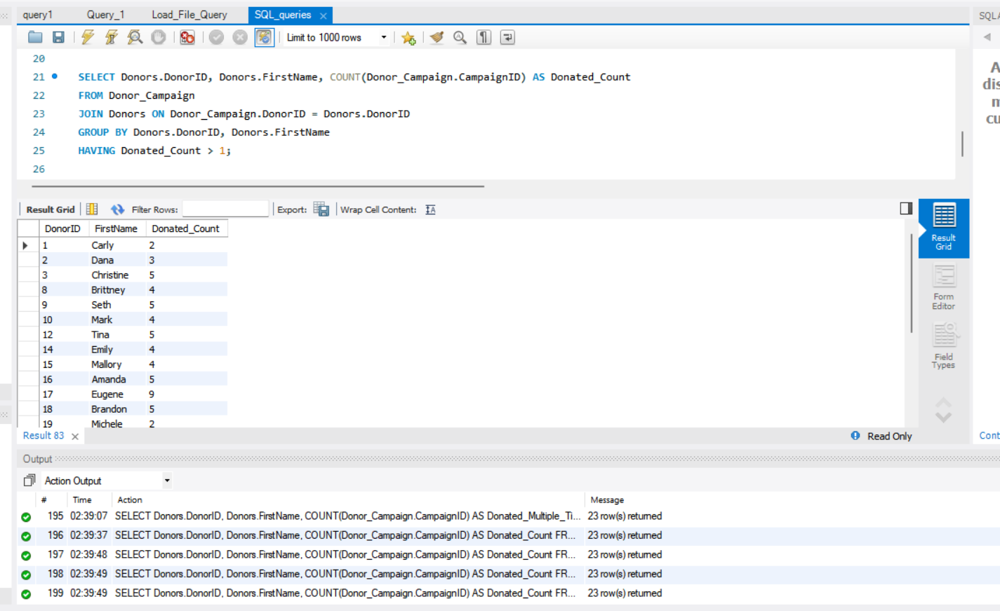 query1 Query_1 Load_File_Query SQL_queries
SQLA
Limit to 1000 rows
20
21 SELECT Donors.DonorID, Donors.FirstName, COUNT(Donor_Campaign.CampaignID) AS Donated_Count
22 FROM Donor_Campaign
23 JOIN Donors ON Donor_Campaign.DonorID = Donors.DonorID
24 GROUP BY Donors.DonorID, Donors.FirstName
25 HAVING Donated_Count > 1;
26
A
dis
m
cu
Result Grid Filter Rows: Export: Wrap Cell Content:
DonorID FirstName Donated_Count
1 Carly 2
2 Dana 3
3 Christine 5
8 Brittney 4
9 Seth 5
10 Mark 4
12 Tina 5
14 Emily 4
15 Mallory 4
16 Amanda 5
17 Eugene 9
18 Brandon 5
19 Michele 2
Result
Grid
Form
Editor
Field
Types
Result 83
Read Only
Cont
Output
Action Output
# Time Action Message
195 02:39:07 SELECT Donors.DonorID, Donors.FirstName, COUNT(Donor_Campaign.CampaignID) AS Donated_Multiple_Ti... 23 row(s) returned
196 02:39:37 SELECT Donors.DonorID, Donors.FirstName, COUNT(Donor_Campaign.CampaignID) AS Donated_Count FR... 23 row(s) returned
197 02:39:48 SELECT Donors.DonorID, Donors.FirstName, COUNT(Donor_Campaign.CampaignID) AS Donated_Count FR... 23 row(s) returned
198 02:39:49 SELECT Donors.DonorID, Donors.FirstName, COUNT(Donor_Campaign.CampaignID) AS Donated_Count FR... 23 row(s) returned
199 02:39:49 SELECT Donors.DonorID, Donors.FirstName, COUNT(Donor_Campaign.CampaignID) AS Donated_Count FR... 23 row(s) returned